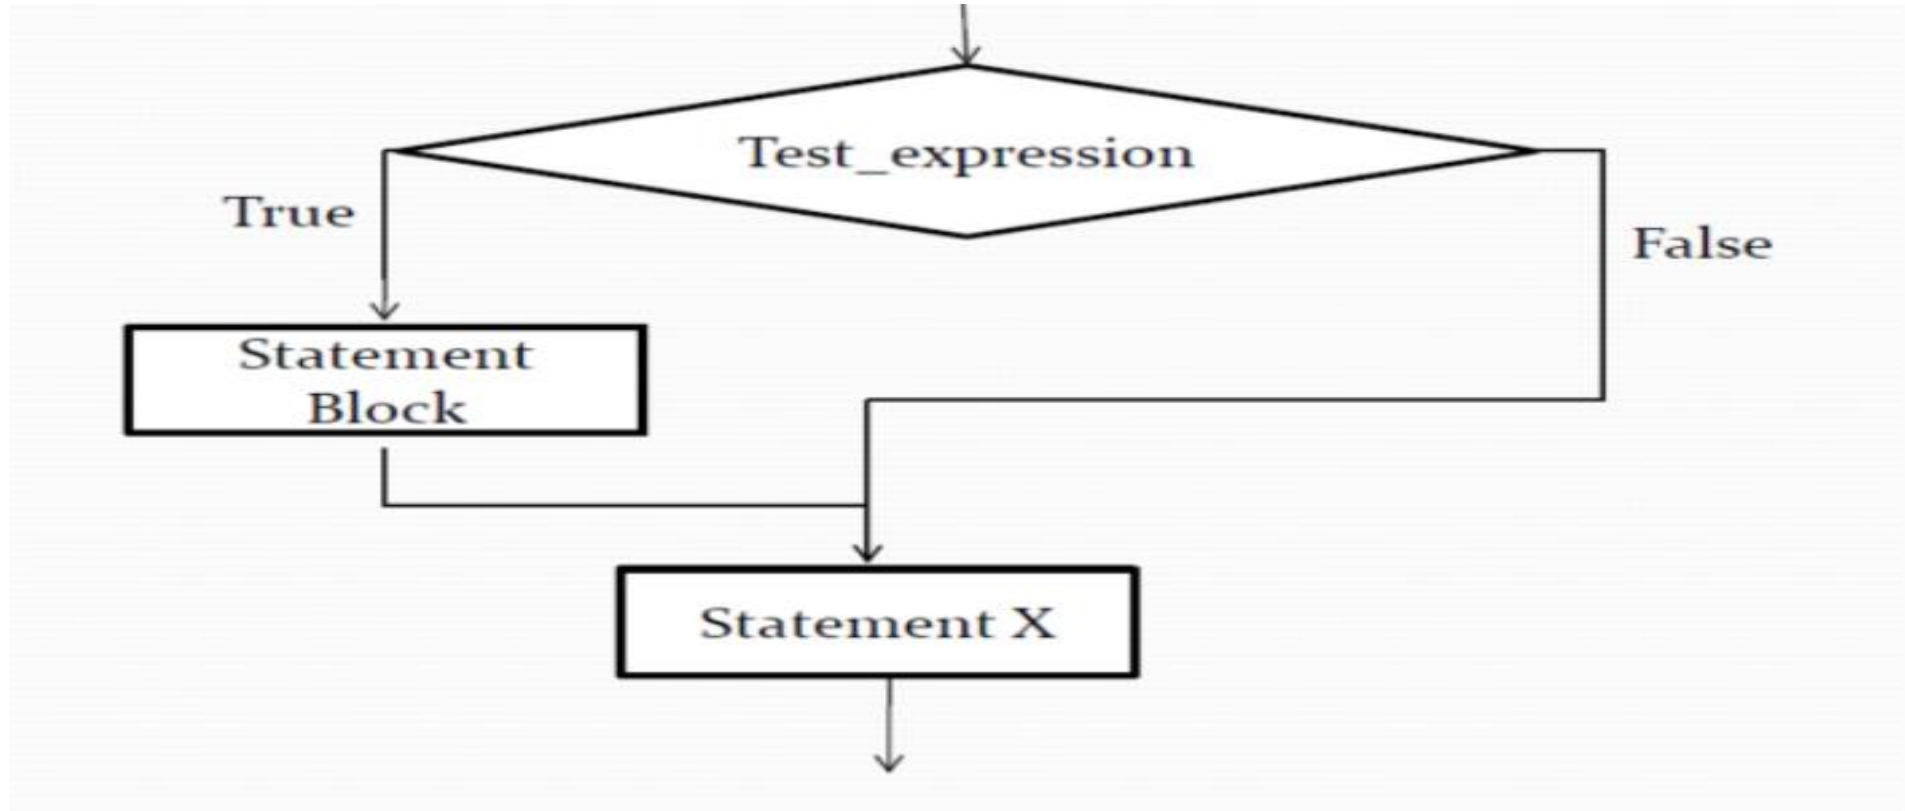 Test_expression
True
False
Statement
Block
Statement X